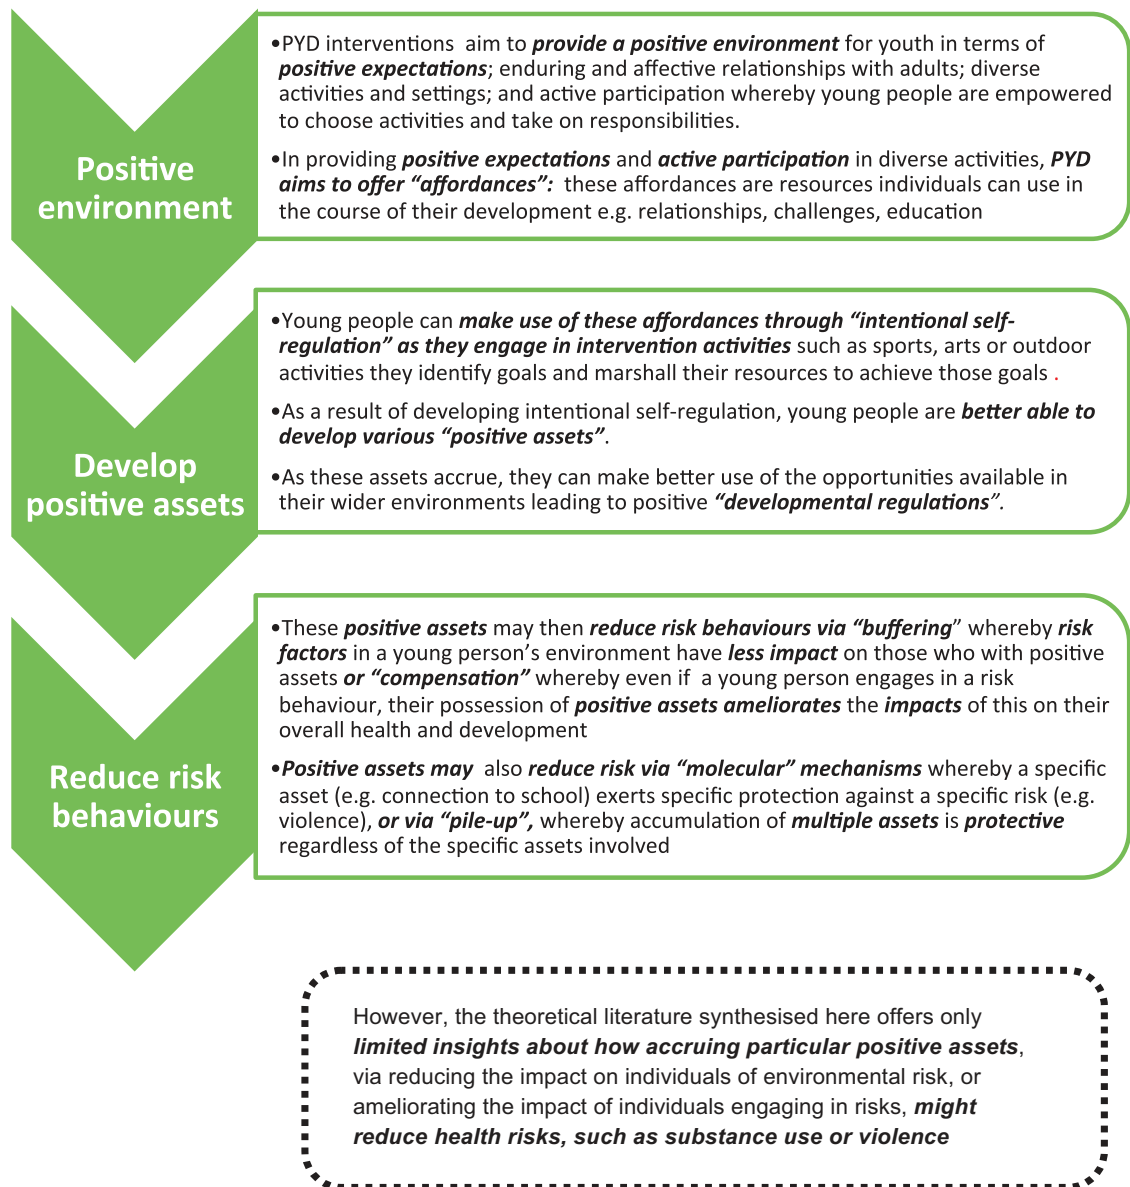 Positive
environment
•PYD interventions aim to provide a positive environment for youth in terms of
positive expectations; enduring and affective relationships with adults; diverse
activities and settings; and active participation whereby young people are empowered
to choose activities and take on responsibilities.
•In providing positive expectations and active participation in diverse activities, PYD
aims to offer “affordances”: these affordances are resources individuals can use in
the course of their development e.g. relationships, challenges, education
Develop
positive assets
•Young people can make use of these affordances through “intentional self-
regulation” as they engage in intervention activities such as sports, arts or outdoor
activities they identify goals and marshall their resources to achieve those goals .
•As a result of developing intentional self-regulation, young people are better able to
develop various “positive assets”.
•As these assets accrue, they can make better use of the opportunities available in
their wider environments leading to positive “developmental regulations”.
Reduce risk
behaviours
•These positive assets may then reduce risk behaviours via “buffering” whereby risk
factors in a young person’s environment have less impact on those who with positive
assets or “compensation” whereby even if a young person engages in a risk
behaviour, their possession of positive assets ameliorates the impacts of this on their
overall health and development
•Positive assets may also reduce risk via “molecular” mechanisms whereby a specific
asset (e.g. connection to school) exerts specific protection against a specific risk (e.g.
violence), or via “pile-up”, whereby accumulation of multiple assets is protective
regardless of the specific assets involved
However, the theoretical literature synthesised here offers only
limited insights about how accruing particular positive assets,
via reducing the impact on individuals of environmental risk, or
ameliorating the impact of individuals engaging in risks, might
reduce health risks, such as substance use or violence